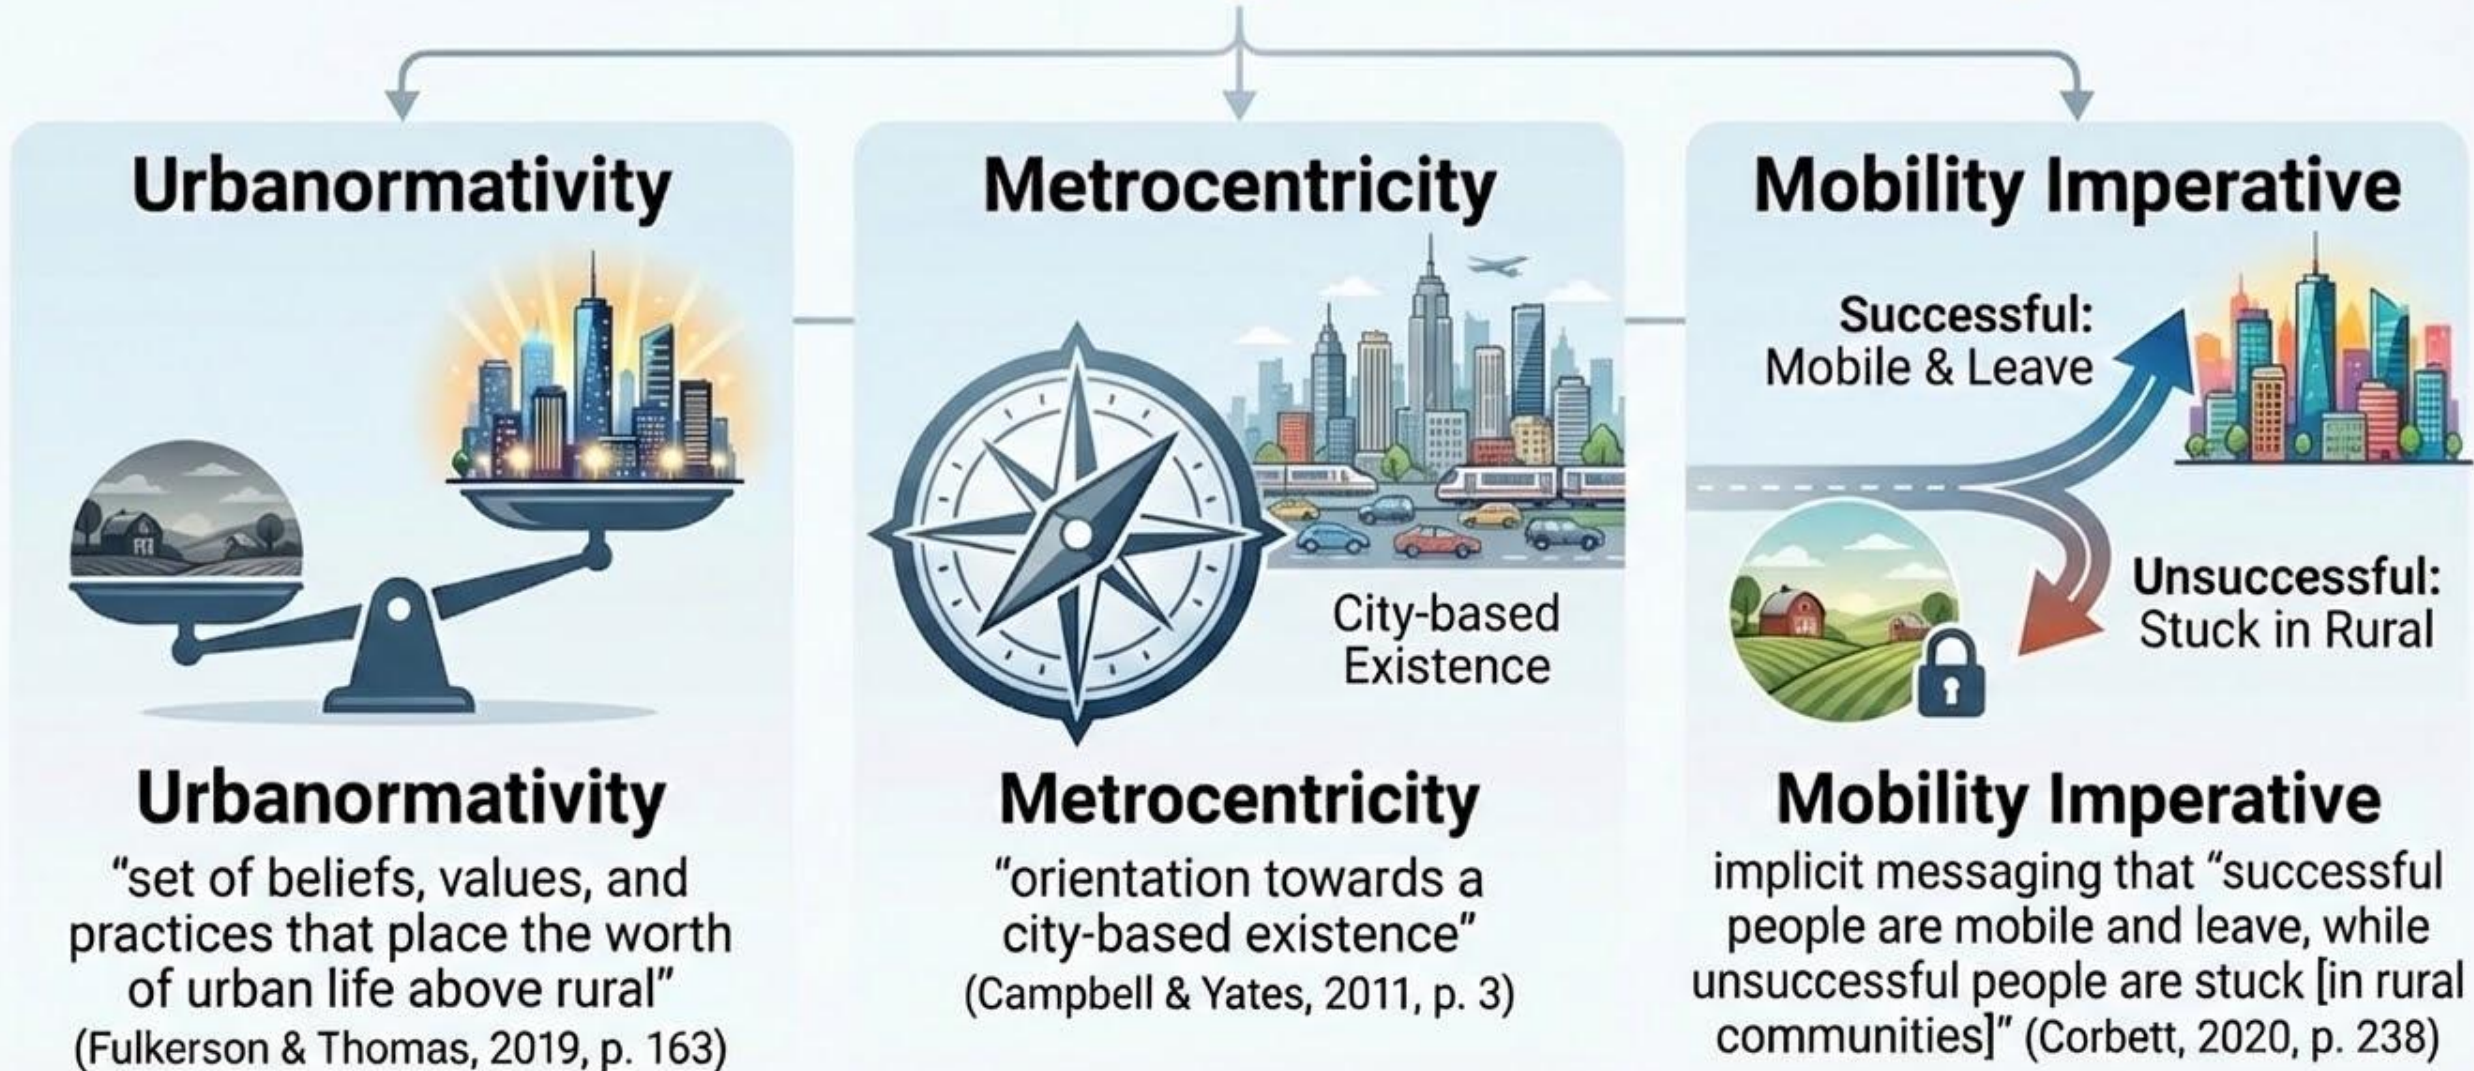 Urbanormativity
Urbanormativity
“set of beliefs, values, and
practices that place the worth
of urban life above rural”
(Fulkerson & Thomas, 2019, p. 163)
Metrocentricity
City-based
Existence
Metrocentricity
“orientation towards a
city-based existence”
(Campbell & Yates, 2011, p. 3)
Mobility Imperative
Successful:
Mobile & Leave
Unsuccessful:
Stuck in Rural
Mobility Imperative
implicit messaging that “successful
people are mobile and leave, while
unsuccessful people are stuck [in rural
communities]” (Corbett, 2020, p. 238)